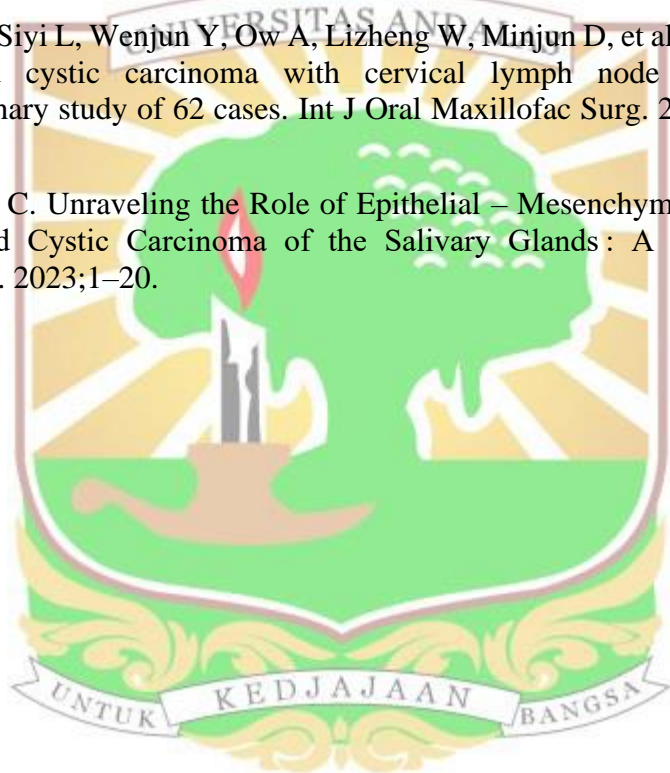 UNIVERSITAS ANDALAS
Siyi L, Wenjun Y, Ow A, Lizheng W, Minjun D, et al
cystic carcinoma with cervical lymph node
nary study of 62 cases. Int J Oral Maxillofac Surg. 2
C. Unraveling the Role of Epithelial – Mesenchym
d Cystic Carcinoma of the Salivary Glands : A
. 2023;1–20.
UNTUK KEDJAJAAN BANGSA